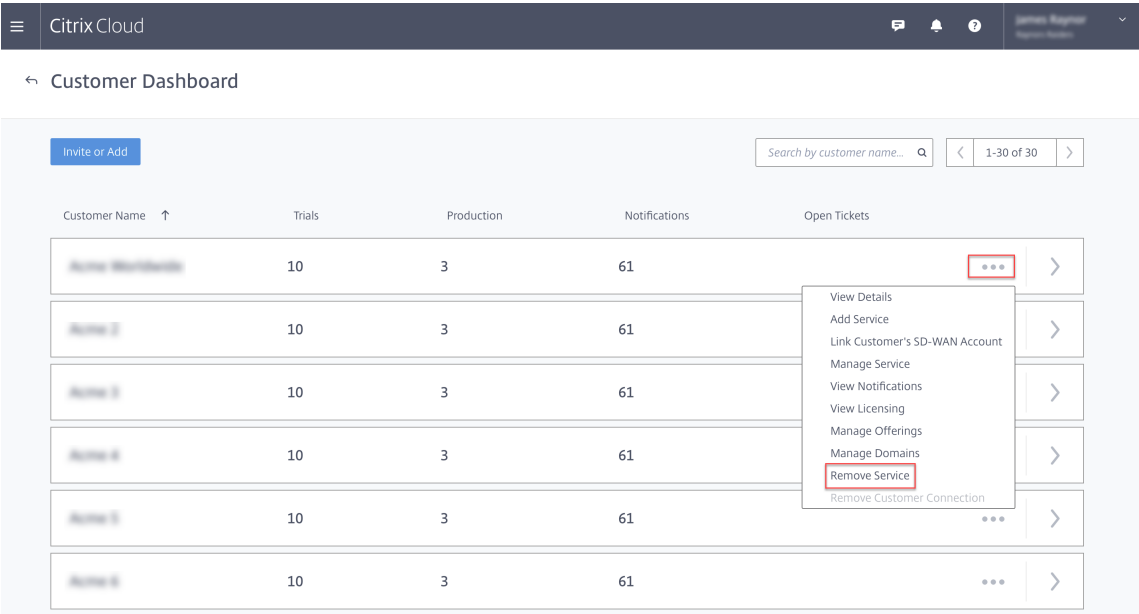 Citrix Cloud
Customer Dashboard
Invite or Add
Search by customer name...
1-30 of 30
Customer Name Trials Production Notifications Open Tickets
10 3 61
View Details
Add Service
10 3 61
Link Customer's SD-WAN Account
Manage Service
View Notifications
10 3 61
View Licensing
Manage Offerings
Manage Domains
10 3 61
Remove Service
Remove Customer Connection
10 3 61
10 3 61